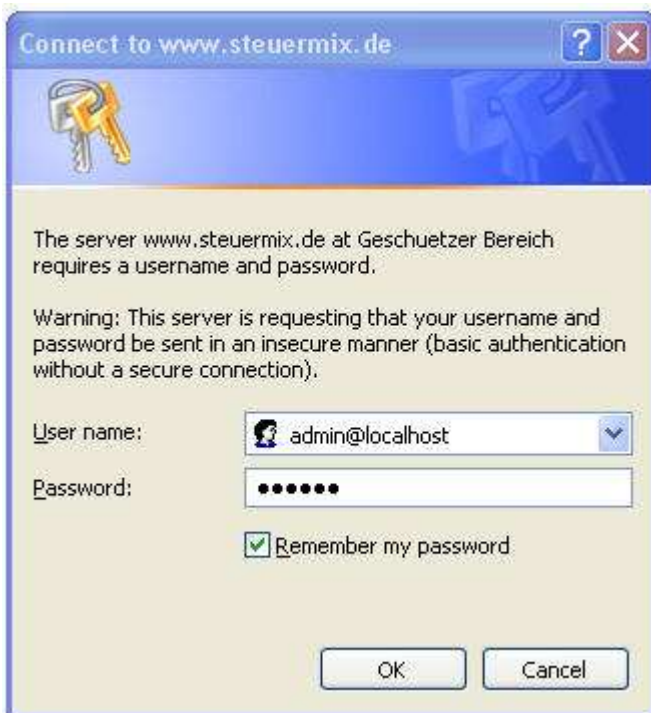 Connect to www.steuermix.de
The server www.steuermix.de at Geschuetzer Bereich
requires a username and password.
Warning: This server is requesting that your username and
password be sent in an insecure manner (basic authentication
without a secure connection).
User name:
admin@localhost
Password:
••••••
Remember my password
OK
Cancel